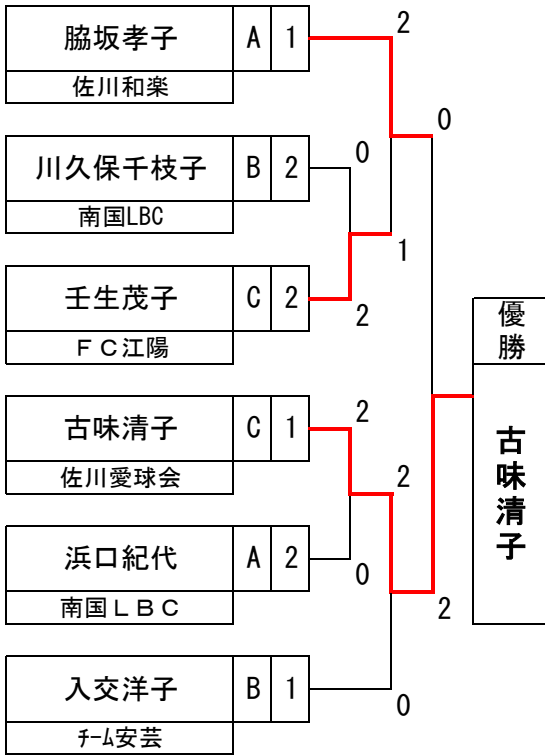 脇坂孝子 A 1
佐川和楽
川久保千枝子 B 2
南国LBC
壬生茂子 C 2
ＦＣ江陽
古味清子 C 1
佐川愛球会
浜口紀代 A 2
南国ＬＢＣ
入交洋子 B 1
ﾁｰﾑ安芸
2
0
0
1
2
2
2
0
2
0
優勝
古味清子